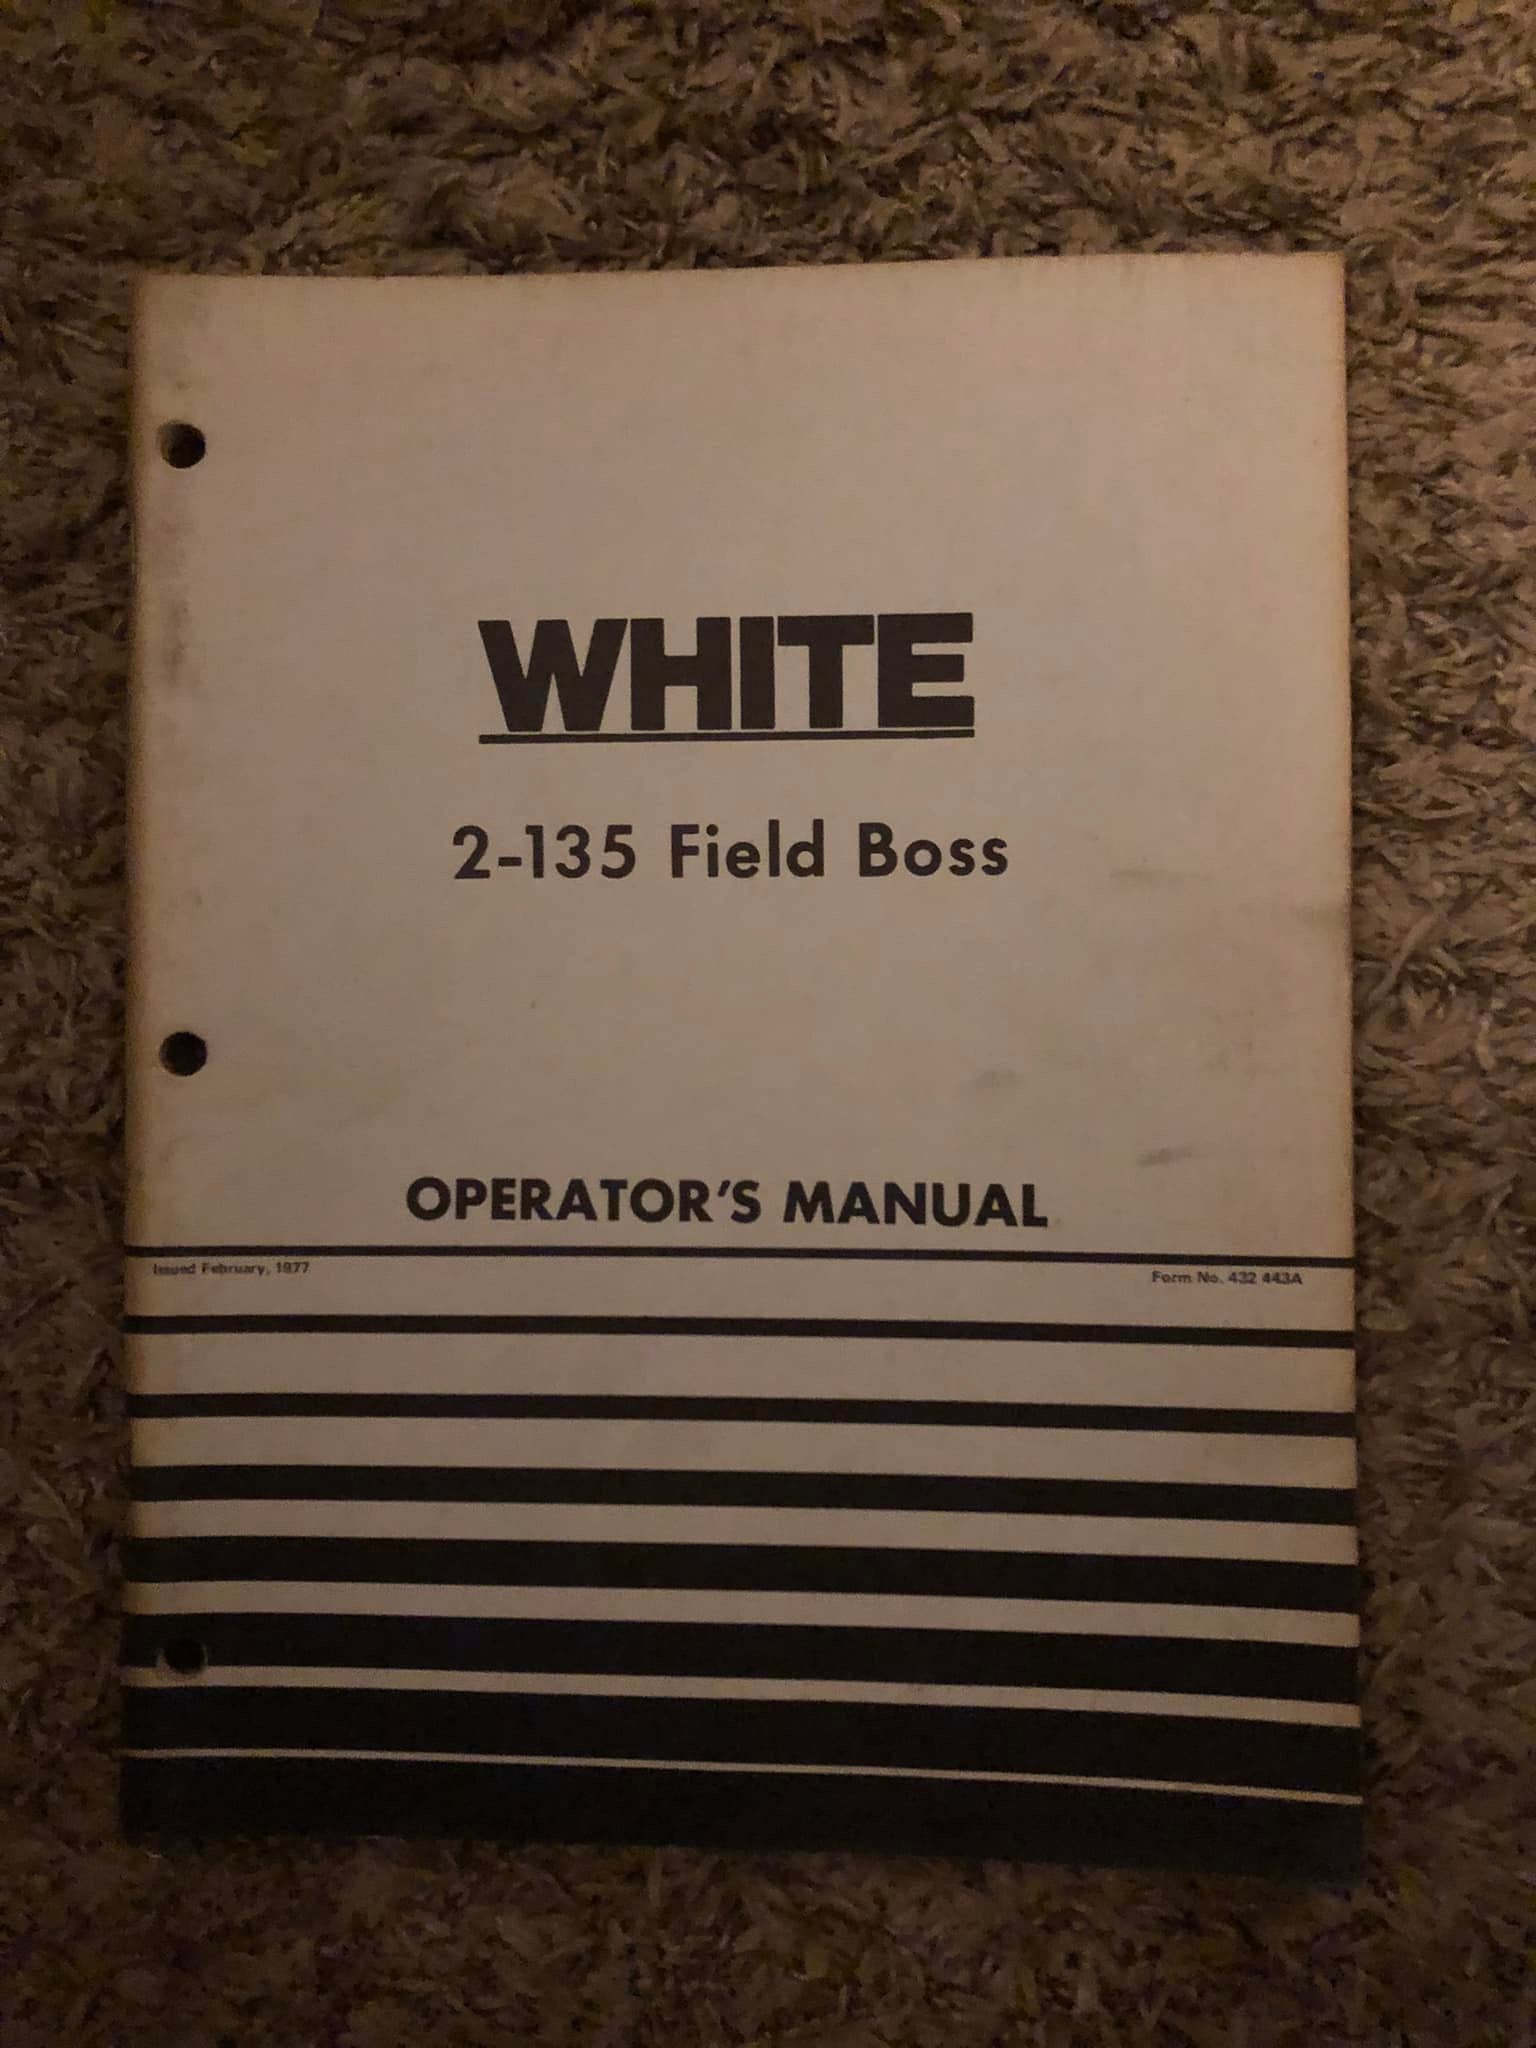 WHITE
2-135 Field Boss
OPERATOR'S MANUAL
Issued February, 1977
Form No. 432 443A